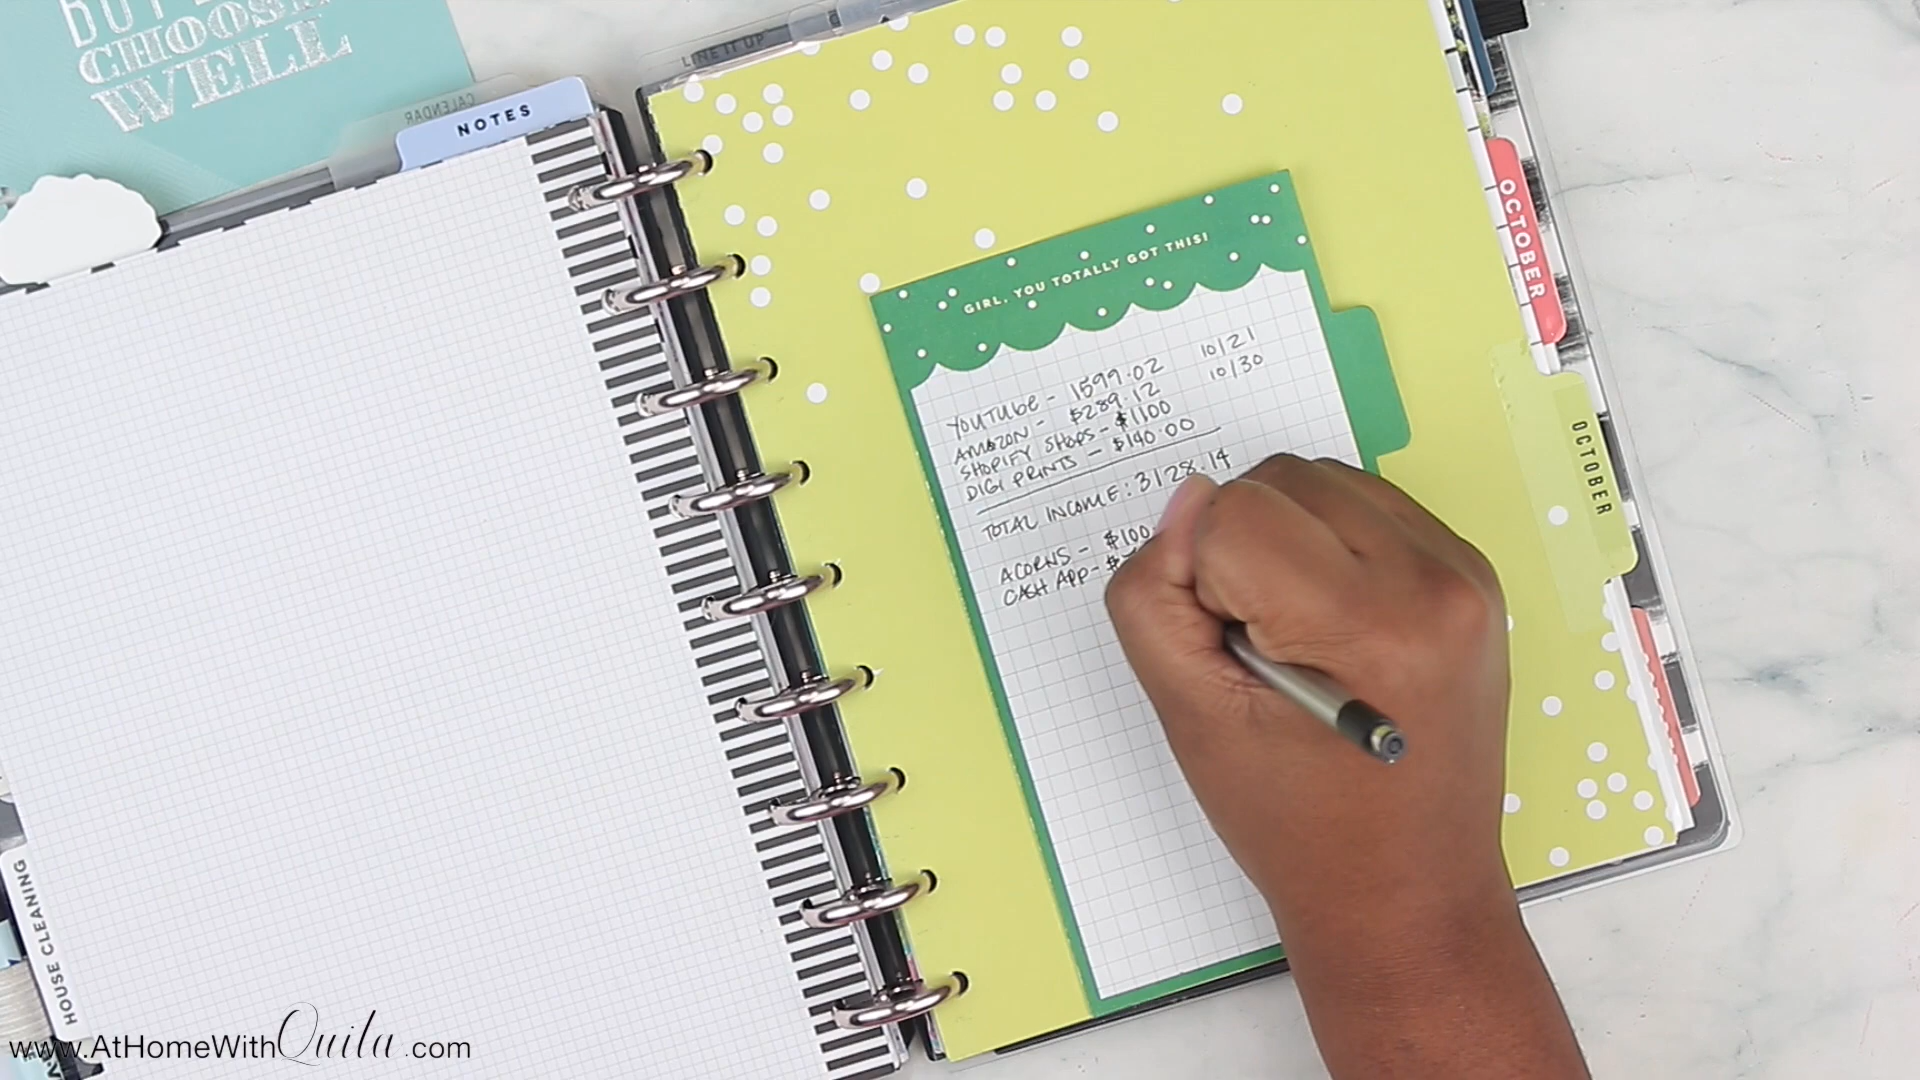 CHOOSE
WELL
LINE IT UP
CALENDAR
NOTES
GIRL, YOU TOTALLY GOT THIS!
YOUTUBE - 1599.02 10/21
AMAZON - $289.12 10/30
SHOPIFY SHOPS - $1100
DIGI PRINTS - $140.00
TOTAL INCOME: 3128.14
ACORNS - $100.
CASH APP - $
OCTOBER
OCTOBER
HOUSE CLEANING
www.AtHomeWithQuila.com